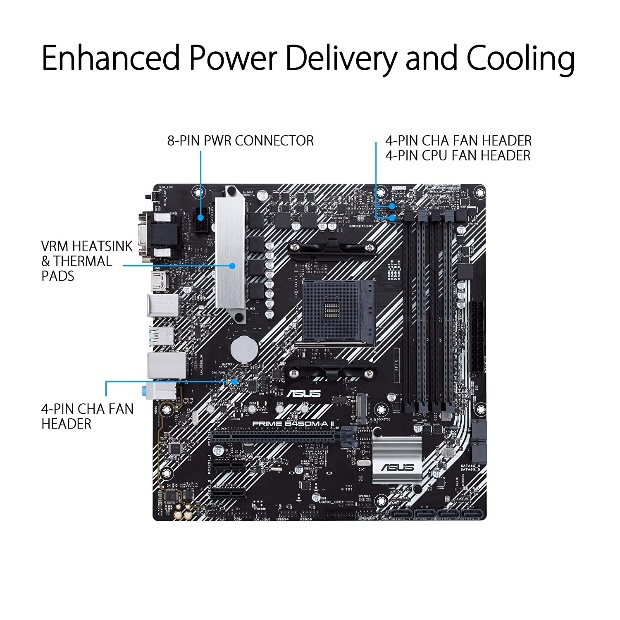 Enhanced Power Delivery and Cooling
8-PIN PWR CONNECTOR
4-PIN CHA FAN HEADER
4-PIN CPU FAN HEADER
VRM HEATSINK
& THERMAL
PADS
4-PIN CHA FAN
HEADER
ASUS
PRIME B450M-A II
ASUS